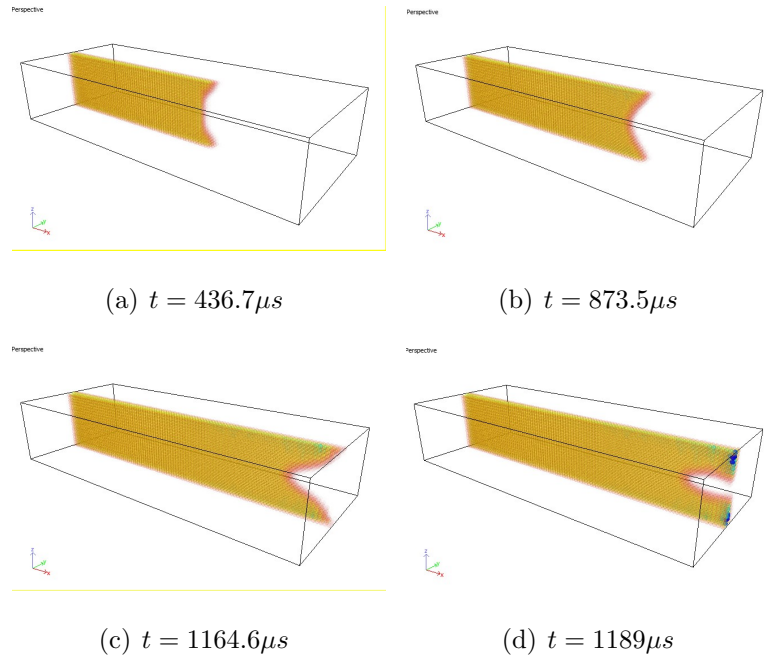 Perspective
Perspective
z
y
x
z
y
x
(a) t = 436.7μs
(b) t = 873.5μs
Perspective
Perspective
z
y
x
z
y
x
(c) t = 1164.6μs
(d) t = 1189μs